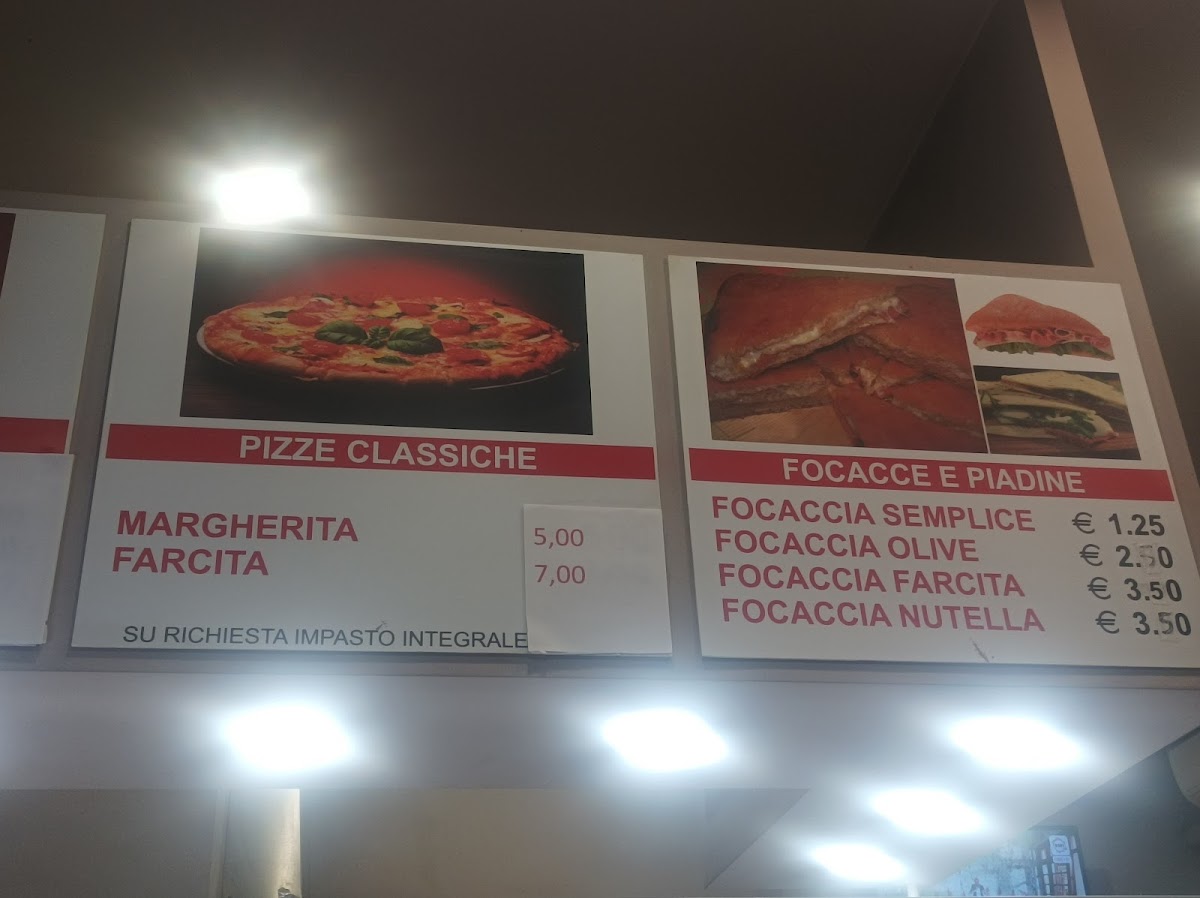 PIZZE CLASSICHE
MARGHERITA 5,00
FARCITA 7,00
SU RICHIESTA IMPASTO INTEGRALE
FOCACCE E PIADINE
FOCACCIA SEMPLICE € 1.25
FOCACCIA OLIVE € 2.50
FOCACCIA FARCITA € 3.50
FOCACCIA NUTELLA € 3.50